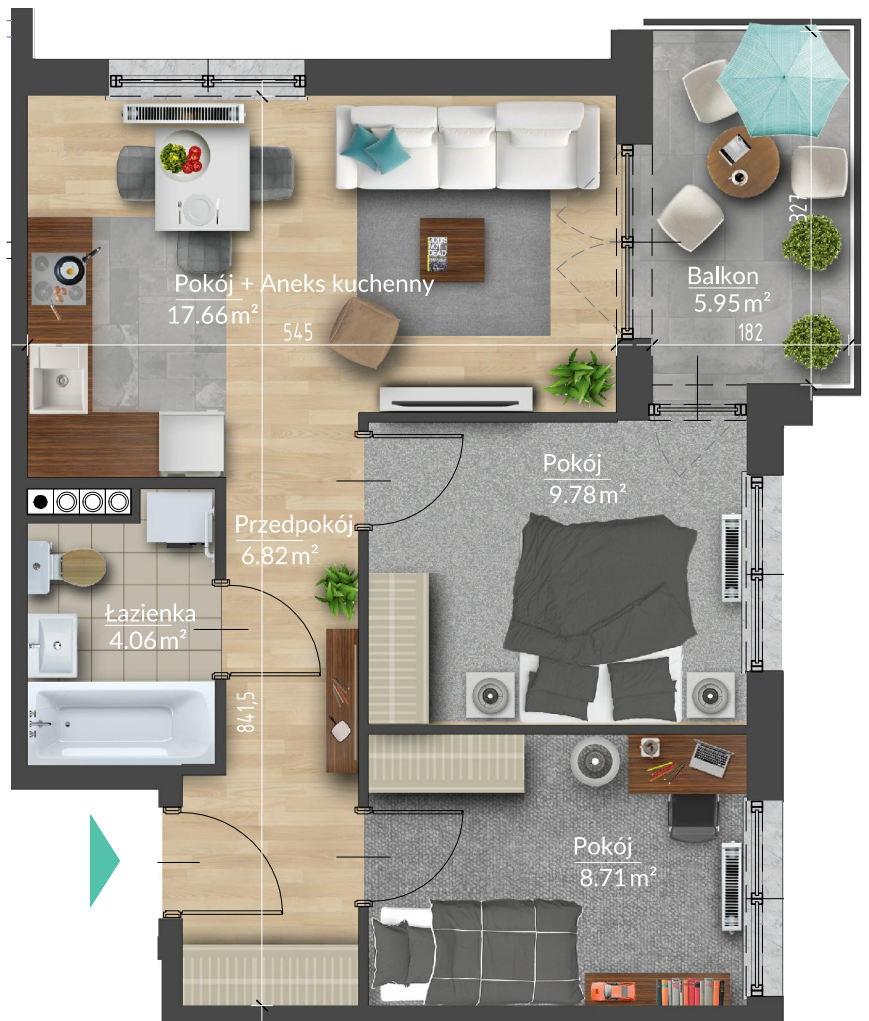 Pokój + Aneks kuchenny
17.66 m²
545
Balkon
5.95 m²
182
327
Pokój
9.78 m²
Przedpokój
6.82 m²
Łazienka
4.06 m²
841,5
Pokój
8.71 m²